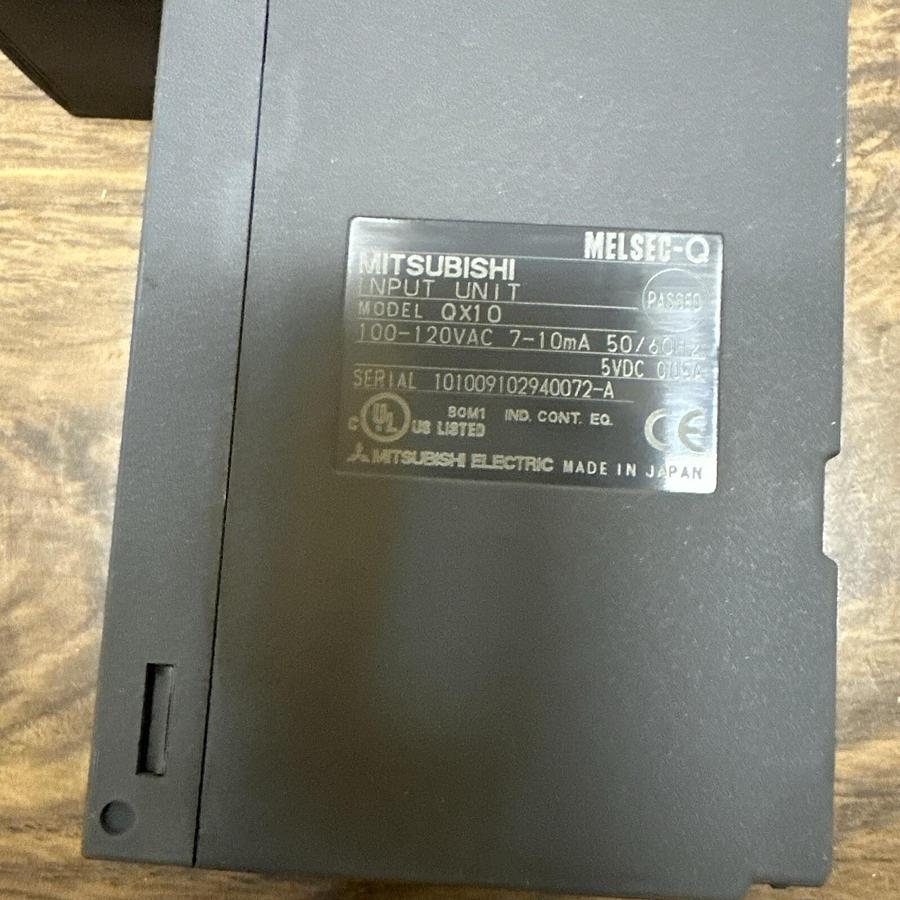 MELSEC-Q
MITSUBISHI
INPUT UNIT
PASSED
MODEL QX10
100-120VAC 7-10mA 50/60Hz
5VDC 0.05A
SERIAL 101009102940072-A
C UL US LISTED
80M1 IND. CONT. EQ.
CE
MITSUBISHI ELECTRIC MADE IN JAPAN